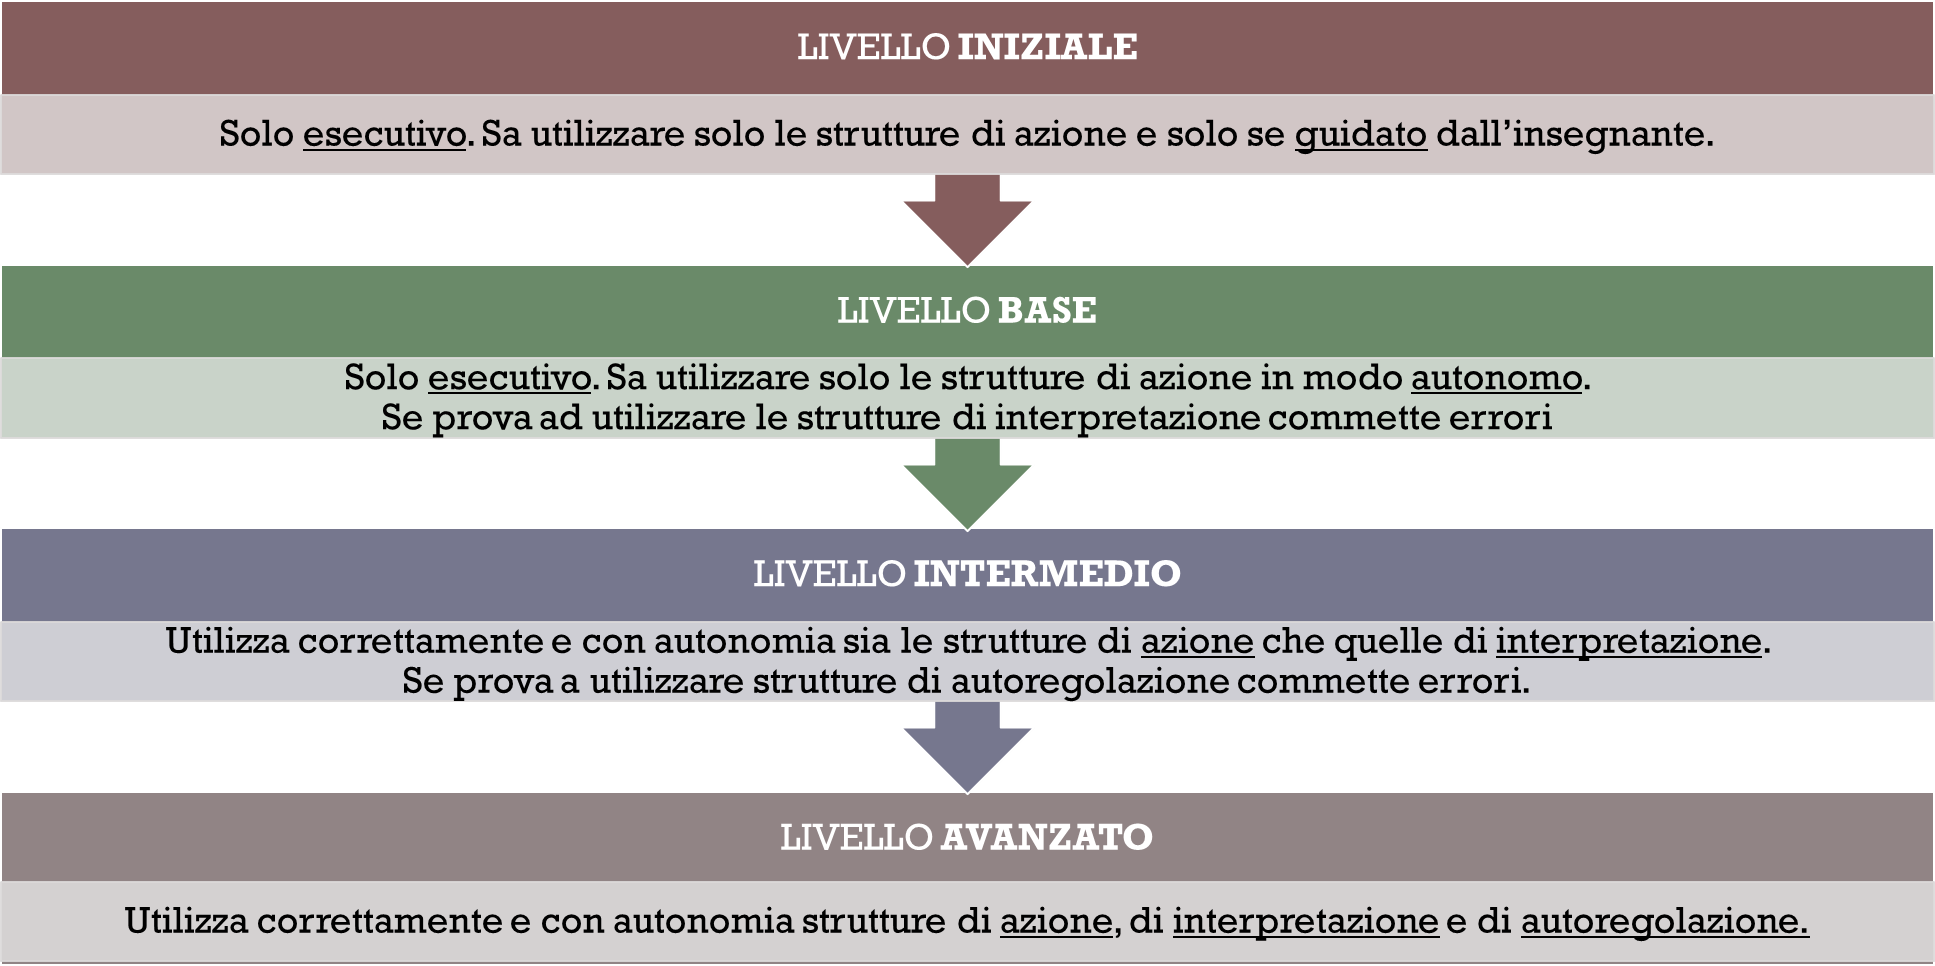 LIVELLO INIZIALE
Solo esecutivo. Sa utilizzare solo le strutture di azione e solo se guidato dall’insegnante.
LIVELLO BASE
Solo esecutivo. Sa utilizzare solo le strutture di azione in modo autonomo.
Se prova ad utilizzare le strutture di interpretazione commette errori
LIVELLO INTERMEDIO
Utilizza correttamente e con autonomia sia le strutture di azione che quelle di interpretazione.
Se prova a utilizzare strutture di autoregolazione commette errori.
LIVELLO AVANZATO
Utilizza correttamente e con autonomia strutture di azione, di interpretazione e di autoregolazione.